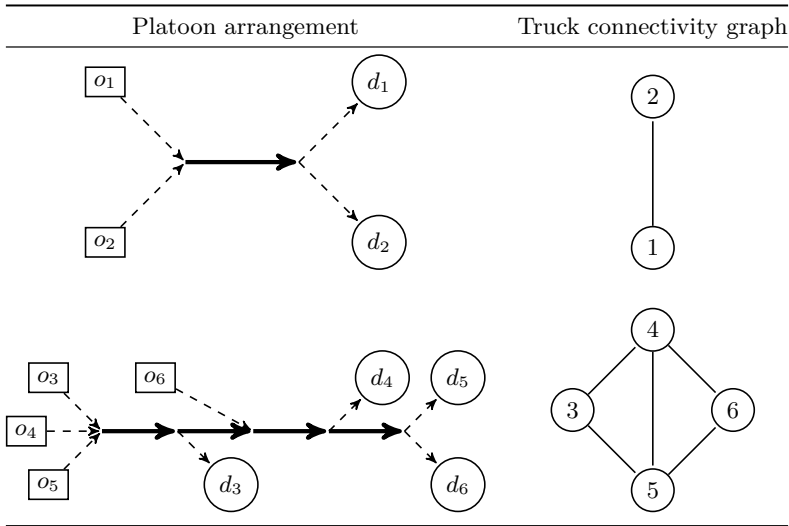 Platoon arrangement Truck connectivity graph
o₁ d₁ 2
o₂ d₂ 1
4
o₃ o₆ d₄ d₅
3 6
o₄
o₅ d₃ d₆ 5